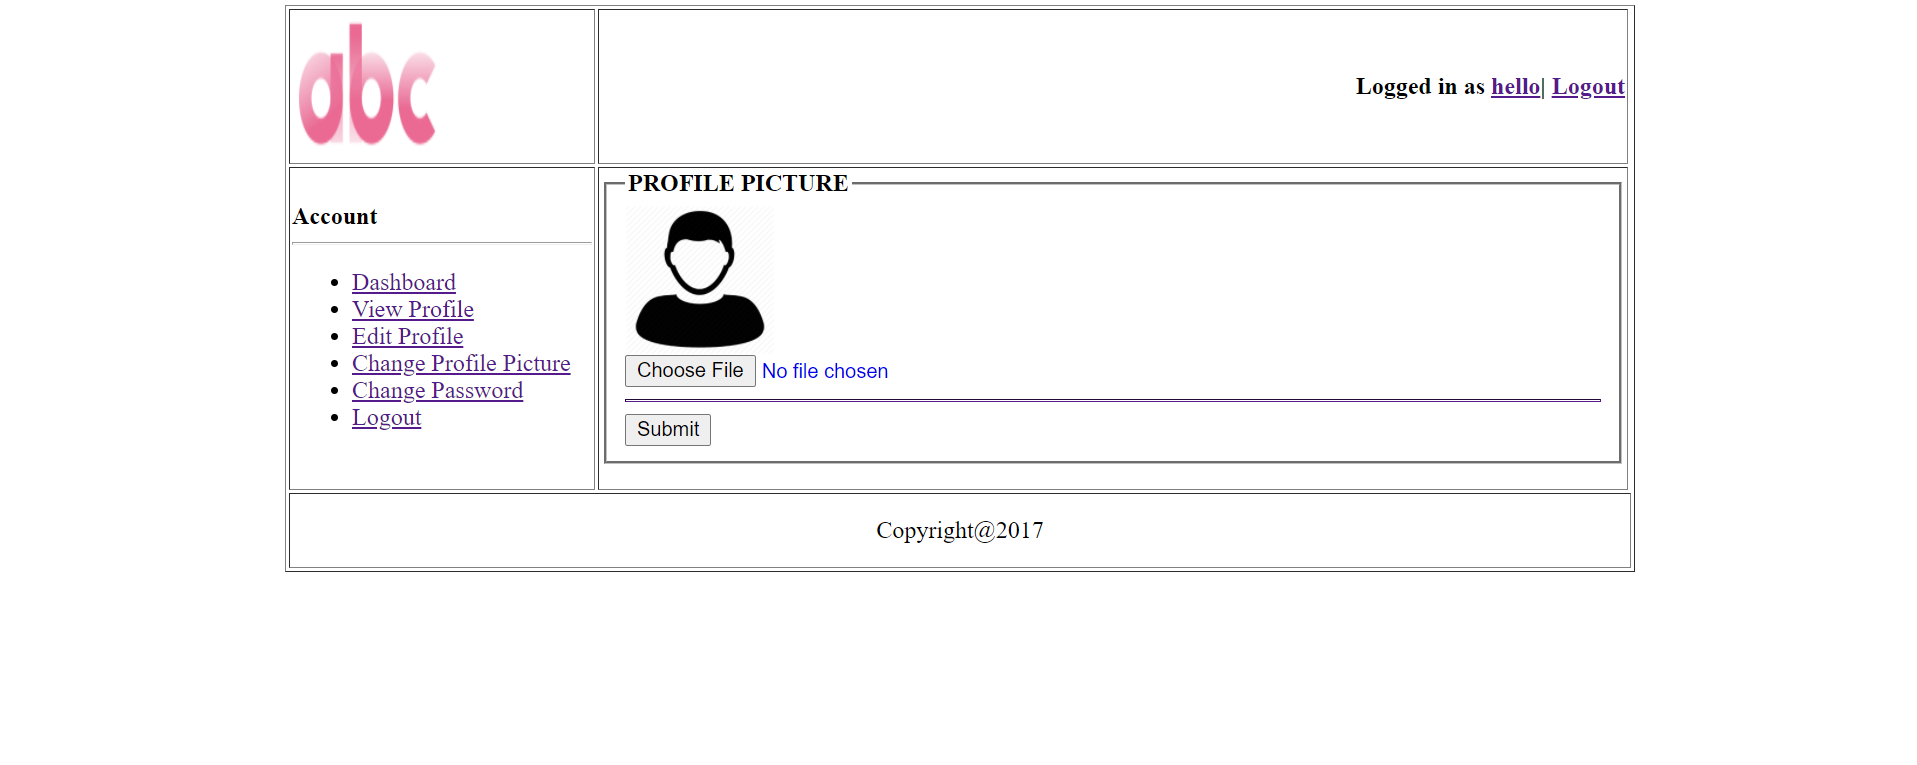 abc
Logged in as hello| Logout
Account
Dashboard
View Profile
Edit Profile
Change Profile Picture
Change Password
Logout
PROFILE PICTURE
Choose File No file chosen
Submit
Copyright@2017